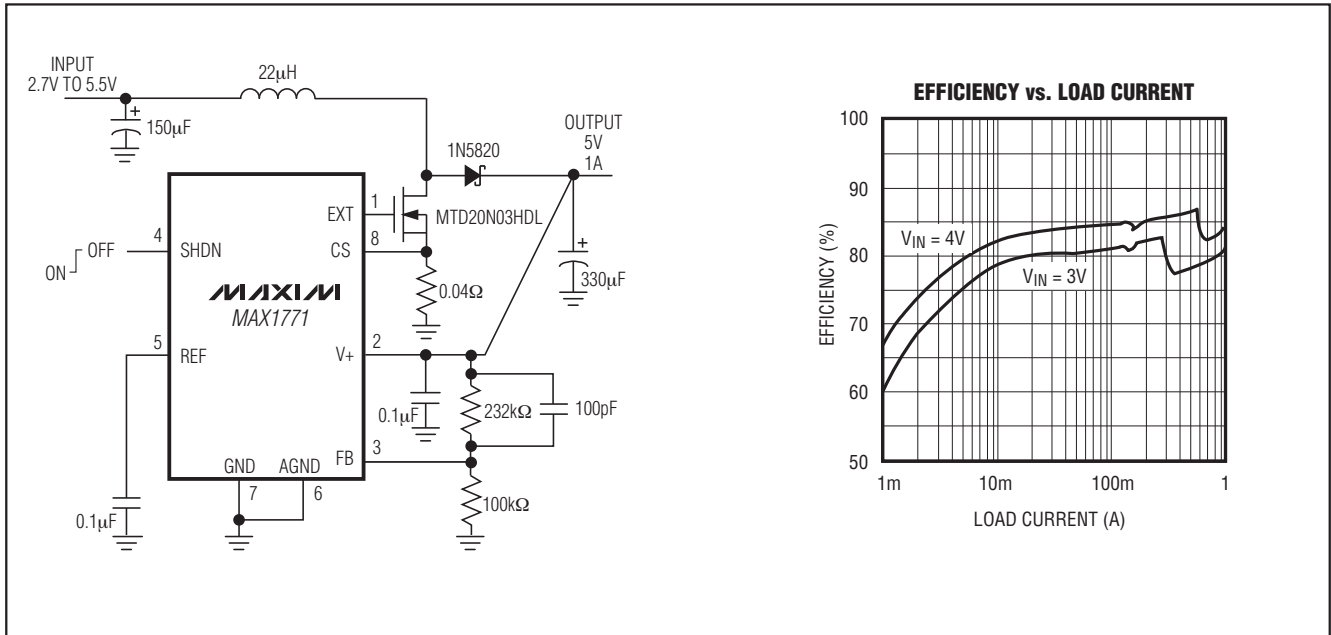 INPUT
2.7V TO 5.5V
22µH
150µF
OUTPUT
5V
1A
1N5820
EXT
1
MTD20N03HDL
CS
8
ON
OFF
4
SHDN
0.04Ω
330µF
MAXIM
MAX1771
5
REF
V+
2
0.1µF
232kΩ
100pF
FB
3
GND
AGND
7
6
0.1µF
100kΩ
EFFICIENCY vs. LOAD CURRENT
EFFICIENCY (%)
100
90
80
70
60
50
VIN = 4V
VIN = 3V
1m
10m
100m
1
LOAD CURRENT (A)